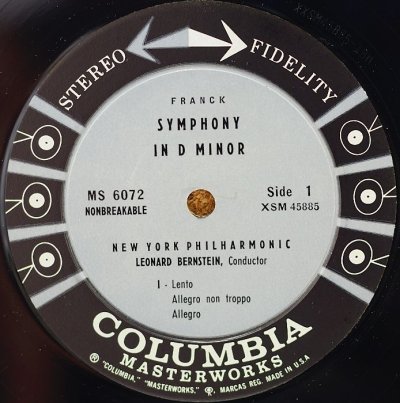 STEREO FIDELITY
FRANCK
SYMPHONY
IN D MINOR
MS 6072
NONBREAKABLE
Side 1
XSM 45885
NEW YORK PHILHARMONIC
LEONARD BERNSTEIN, Conductor
I - Lento
Allegro non troppo
Allegro
COLUMBIA
MASTERWORKS
® "COLUMBIA," "MASTERWORKS," ® MARCAS REG. MADE IN U.S.A